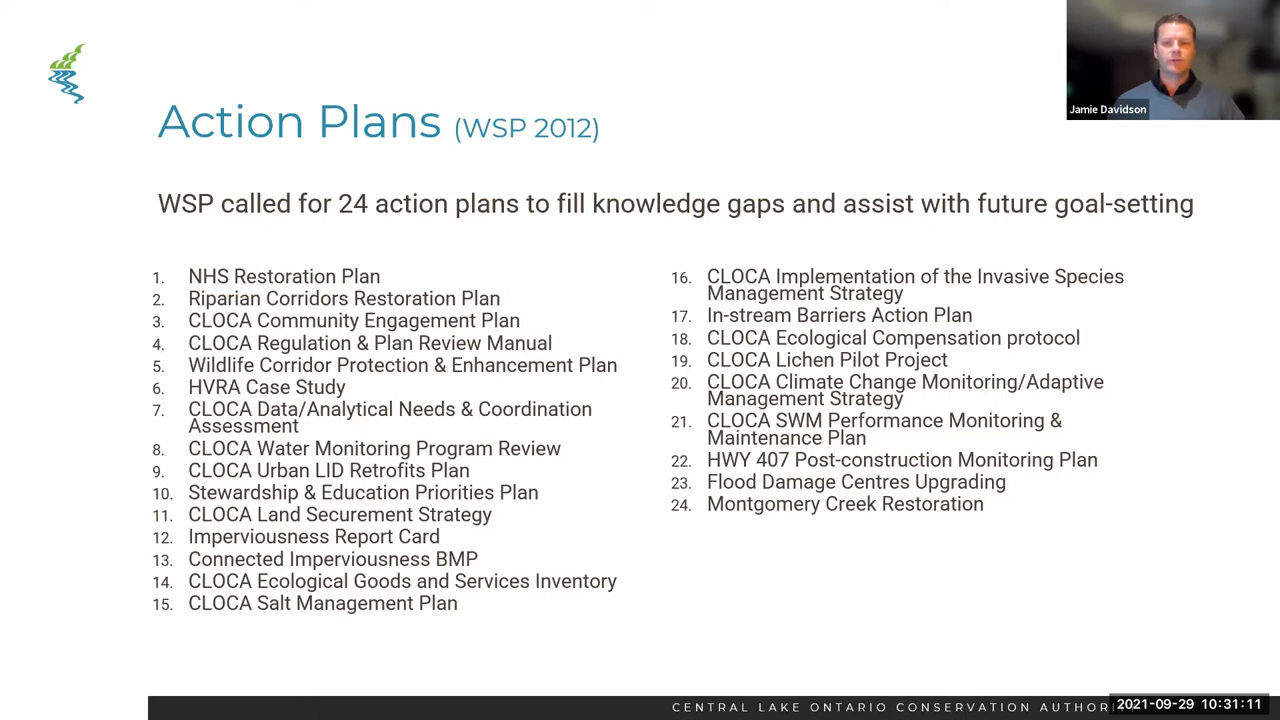 Jamie Davidson
Action Plans (WSP 2012)
WSP called for 24 action plans to fill knowledge gaps and assist with future goal-setting
1. NHS Restoration Plan
2. Riparian Corridors Restoration Plan
3. CLOCA Community Engagement Plan
4. CLOCA Regulation & Plan Review Manual
5. Wildlife Corridor Protection & Enhancement Plan
6. HVRA Case Study
7. CLOCA Data/Analytical Needs & Coordination
Assessment
8. CLOCA Water Monitoring Program Review
9. CLOCA Urban LID Retrofits Plan
10. Stewardship & Education Priorities Plan
11. CLOCA Land Securement Strategy
12. Imperviousness Report Card
13. Connected Imperviousness BMP
14. CLOCA Ecological Goods and Services Inventory
15. CLOCA Salt Management Plan
16. CLOCA Implementation of the Invasive Species
Management Strategy
17. In-stream Barriers Action Plan
18. CLOCA Ecological Compensation protocol
19. CLOCA Lichen Pilot Project
20. CLOCA Climate Change Monitoring/Adaptive
Management Strategy
21. CLOCA SWM Performance Monitoring &
Maintenance Plan
22. HWY 407 Post-construction Monitoring Plan
23. Flood Damage Centres Upgrading
24. Montgomery Creek Restoration
CENTRAL LAKE ONTARIO CONSERVATION
2021-09-29 10:31:11